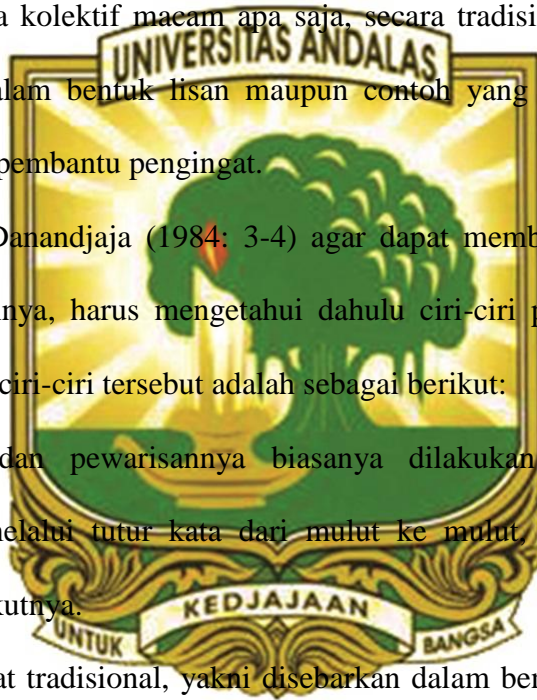 a kolektif macam apa saja, secara tradisi
UNIVERSITAS ANDALAS
alam bentuk lisan maupun contoh yang
pembantu pengingat.
Danandjaja (1984: 3-4) agar dapat memb
nya, harus mengetahui dahulu ciri-ciri p
ciri-ciri tersebut adalah sebagai berikut:
dan pewarisannya biasanya dilakukan
melalui tutur kata dari mulut ke mulut,
kutnya.
KEDJAJAAN
UNTUK BANGSA
at tradisional, yakni disebarkan dalam ben